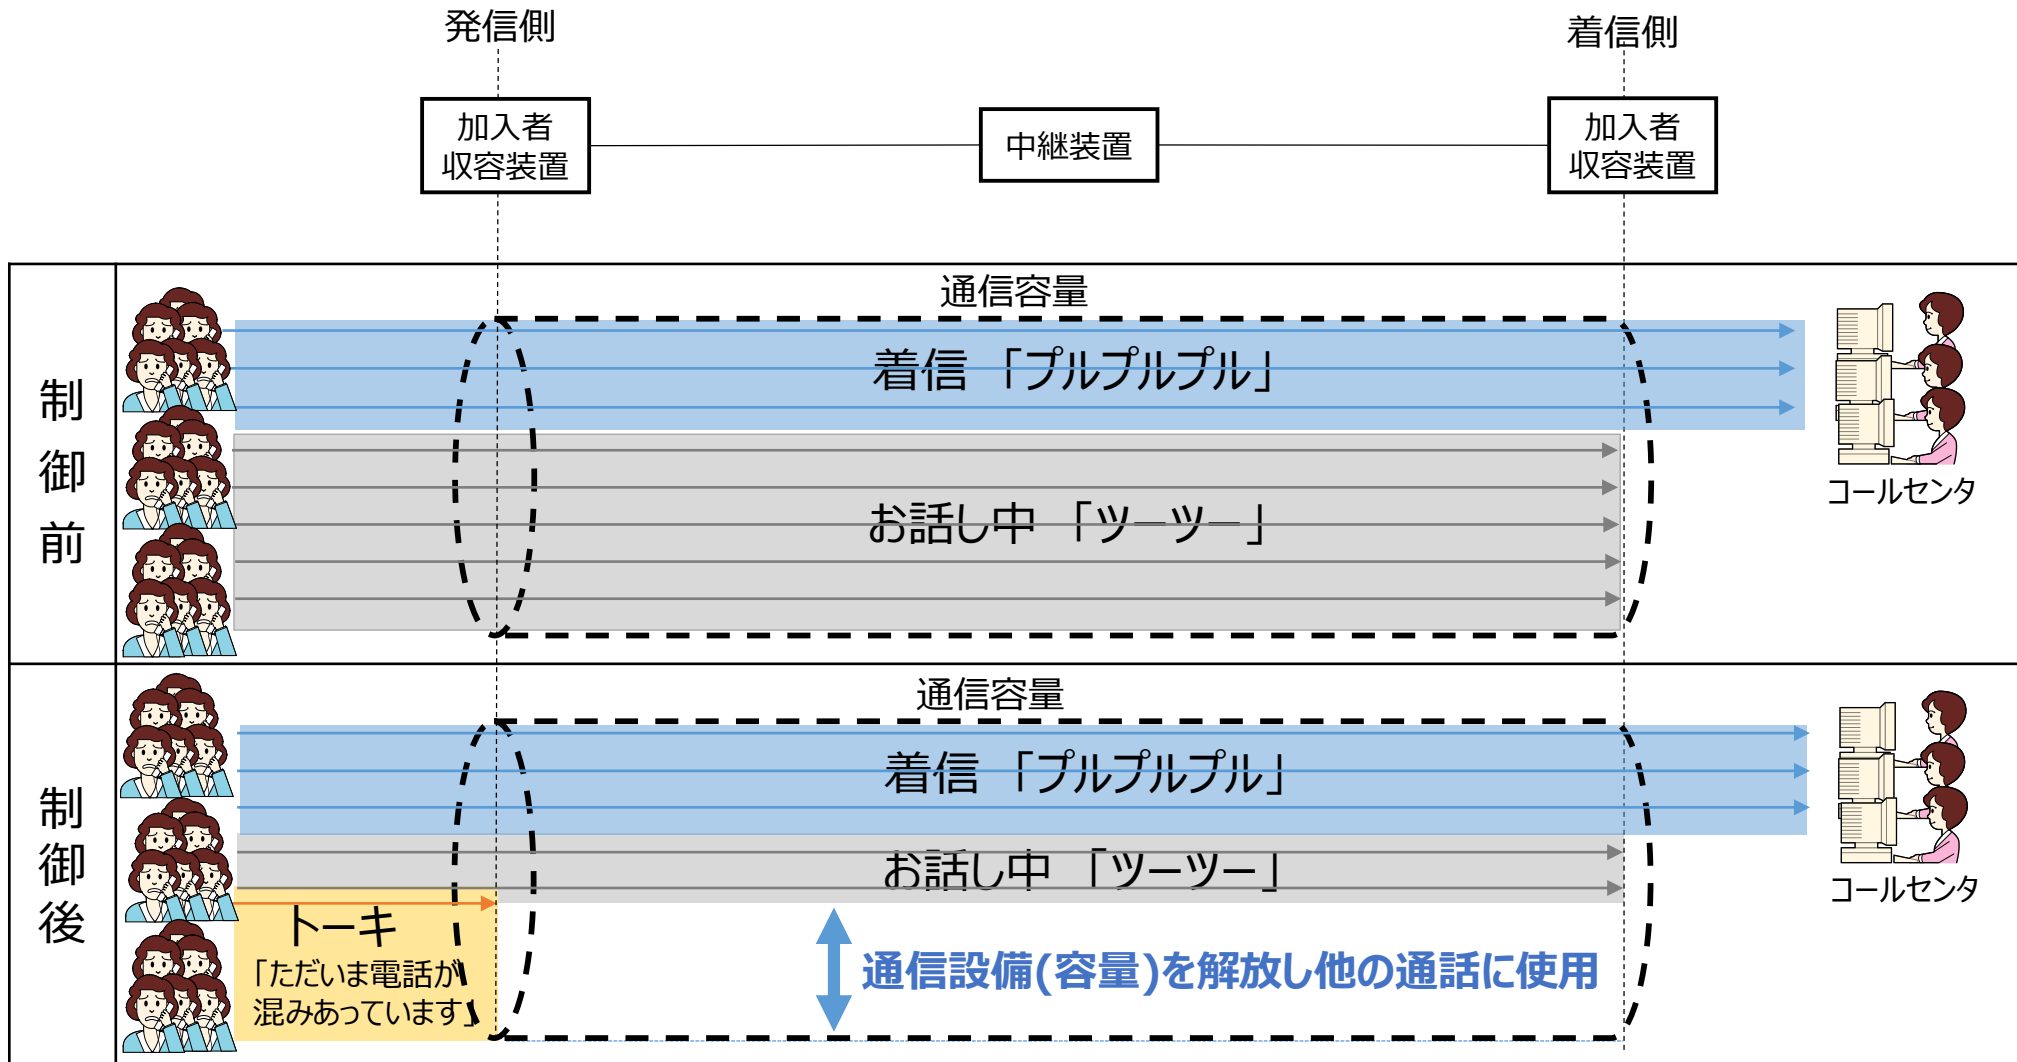 発信側
着信側
加入者
収容装置
中継装置
加入者
収容装置
制御前
通信容量
着信 「プルプルプル」
お話し中 「ツーツー」
コールセンタ
制御後
通信容量
着信 「プルプルプル」
お話し中 「ツーツー」
コールセンタ
トーキ
「ただいま電話が
混みあっています」
通信設備(容量)を解放し他の通話に使用